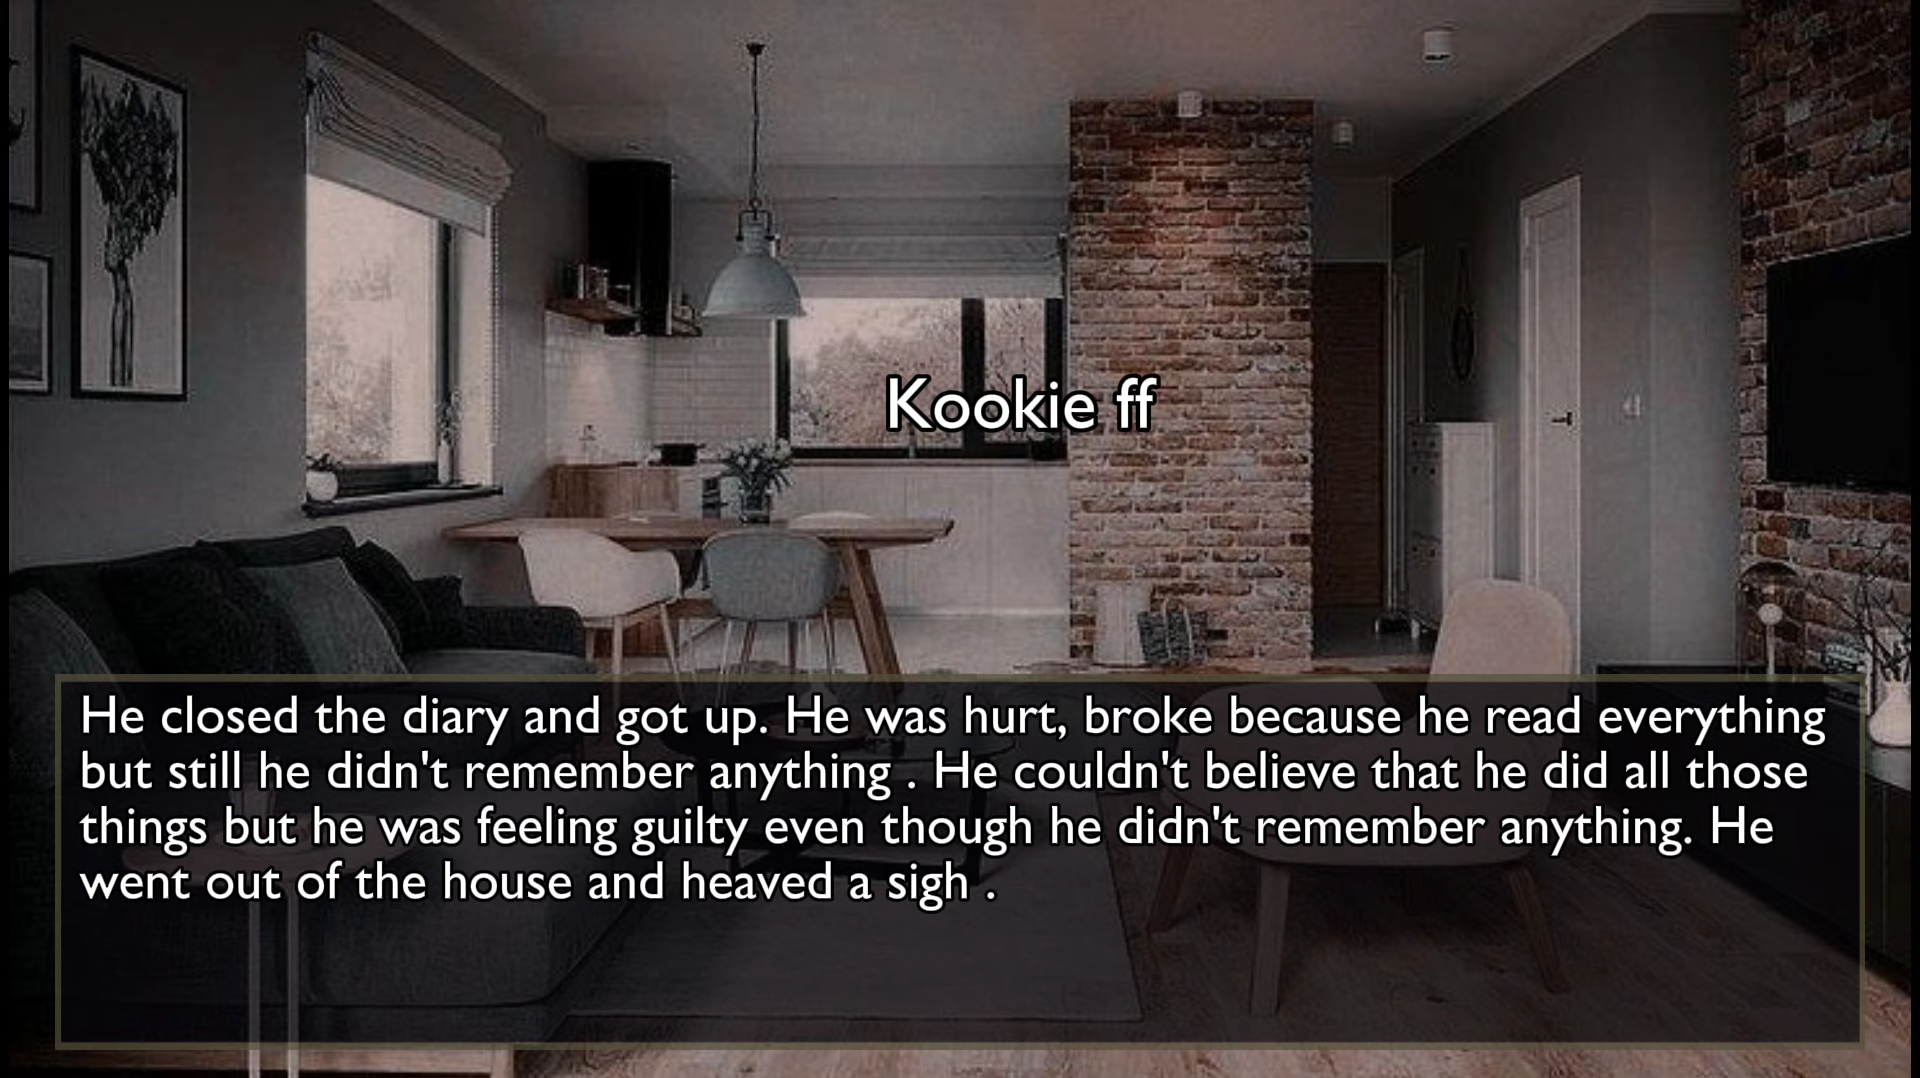 Kookie ff
He closed the diary and got up. He was hurt, broke because he read everything
but still he didn't remember anything . He couldn't believe that he did all those
things but he was feeling guilty even though he didn't remember anything. He
went out of the house and heaved a sigh .